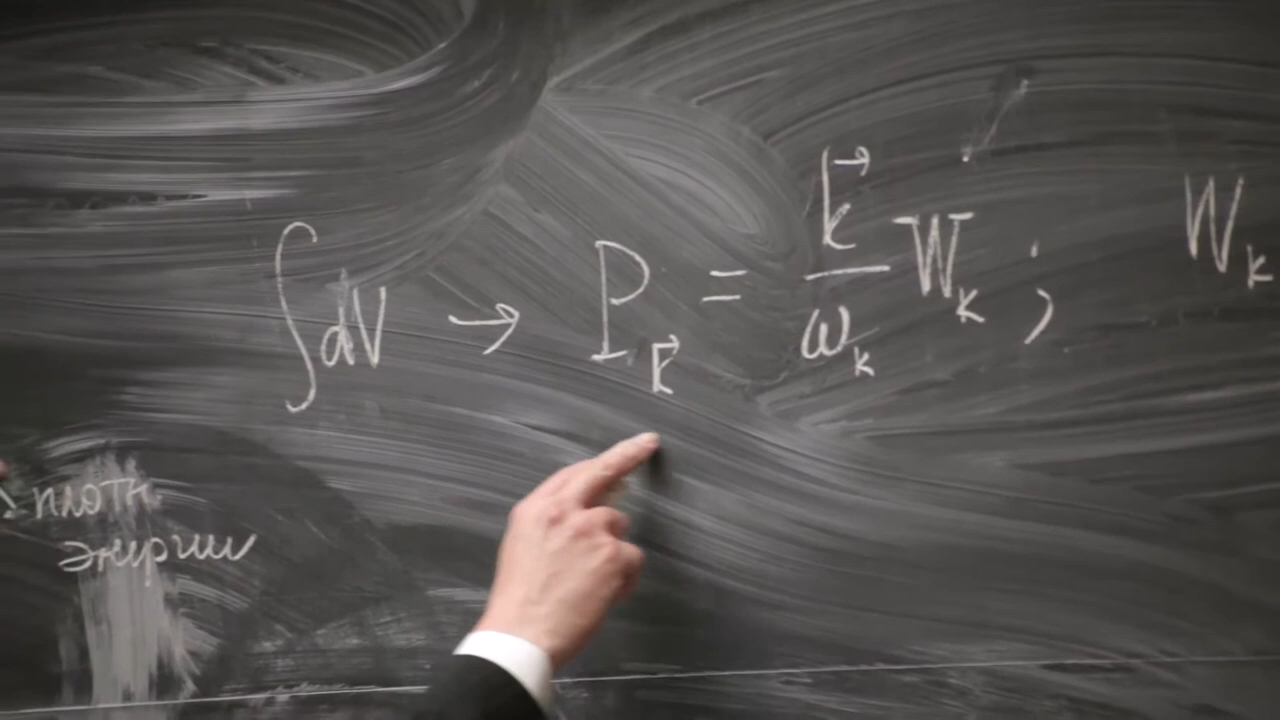 ∫dV → P_k⃗ = k⃗/ω_k W_k ; W_k
плотн.
энергии